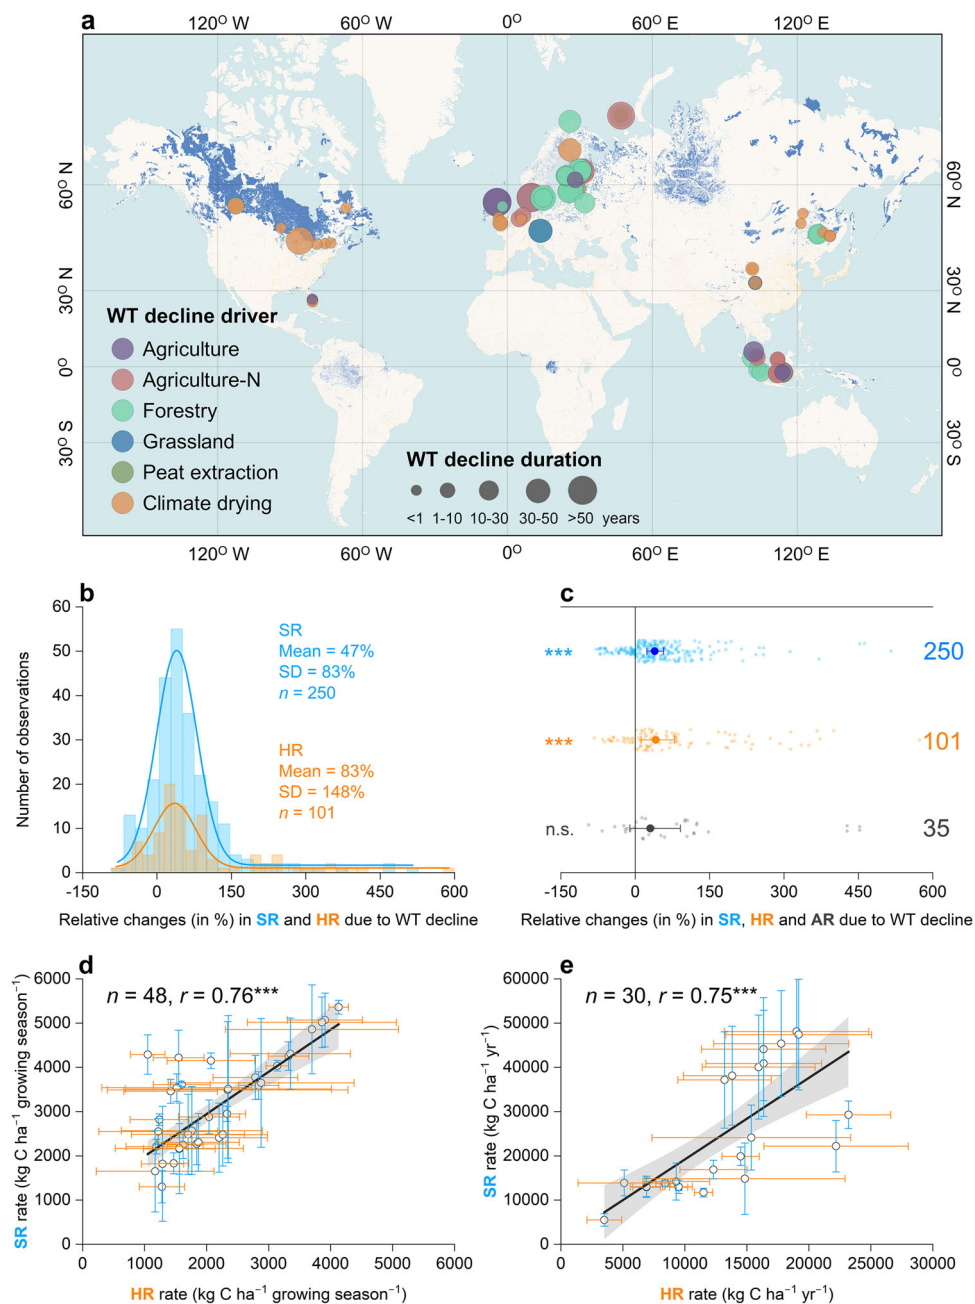 a
120° W 60° W 0° 60° E 120° E
60° N 60° N
30° N 30° N
0° 0°
30° S 30° S
WT decline driver
Agriculture
Agriculture-N
Forestry
Grassland
Peat extraction
Climate drying
WT decline duration
<1 1-10 10-30 30-50 >50 years
120° W 60° W 0° 60° E 120° E
b
Number of observations
60
50
40
30
20
10
0
SR
Mean = 47%
SD = 83%
n = 250
HR
Mean = 83%
SD = 148%
n = 101
-150 0 150 300 450 600
Relative changes (in %) in SR and HR due to WT decline
c
*** 250
*** 101
n.s. 35
-150 0 150 300 450 600
Relative changes (in %) in SR, HR and AR due to WT decline
d
SR rate (kg C ha⁻¹ growing season⁻¹)
6000
5000
4000
3000
2000
1000
0
n = 48, r = 0.76***
0 1000 2000 3000 4000 5000 6000
HR rate (kg C ha⁻¹ growing season⁻¹)
e
SR rate (kg C ha⁻¹ yr⁻¹)
60000
50000
40000
30000
20000
10000
0
n = 30, r = 0.75***
0 5000 10000 15000 20000 25000 30000
HR rate (kg C ha⁻¹ yr⁻¹)